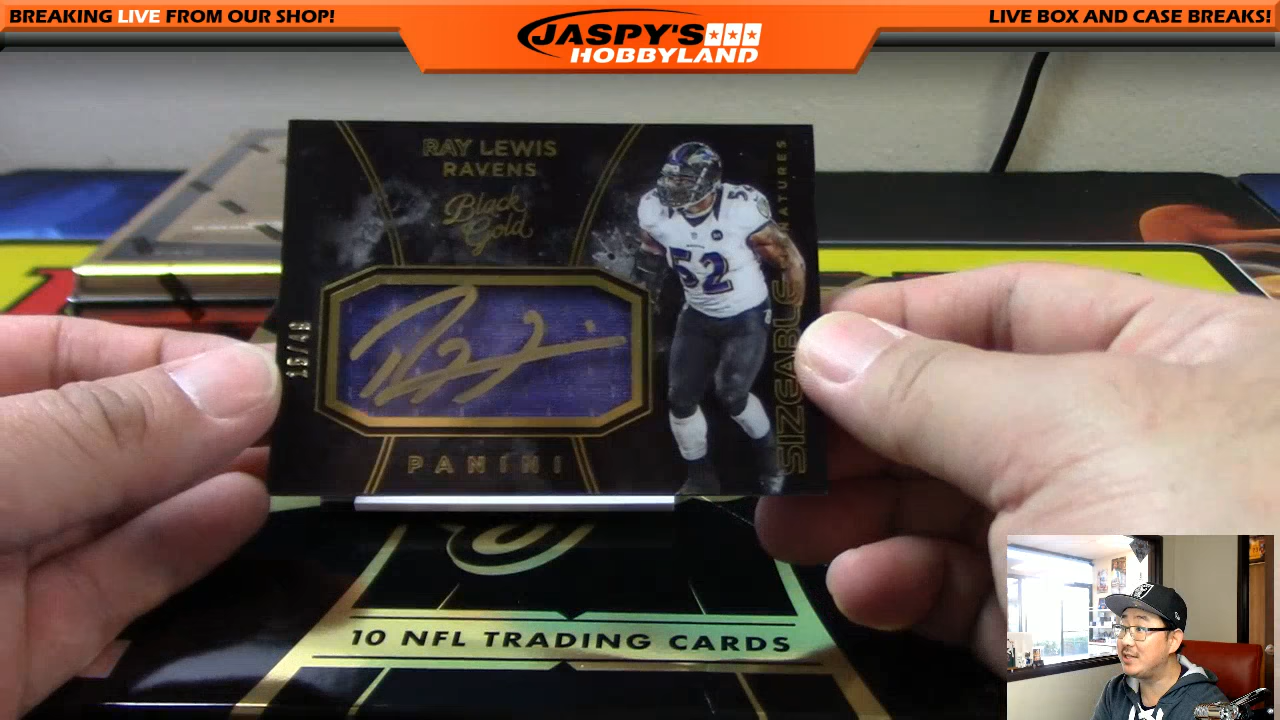 BREAKING LIVE FROM OUR SHOP!
JASPY'S
HOBBYLAND
LIVE BOX AND CASE BREAKS!
RAY LEWIS
RAVENS
Black
Gold
52
PANINI
SIZEABLE
10 NFL TRADING CARDS